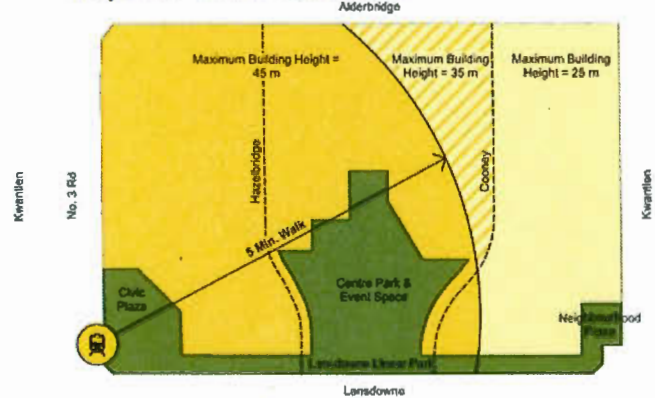 Alderbridge
Maximum Building Height =
45 m
Maximum Building
Height = 35 m
Maximum Building
Height = 25 m
Kwantlen
No. 3 Rd
Hazelbridge
Cooney
Kwantlen
5 Min. Walk
Civic
Plaza
Centre Park &
Event Space
Neighbourhood
Plaza
Lansdowne Linear Park
Lansdowne